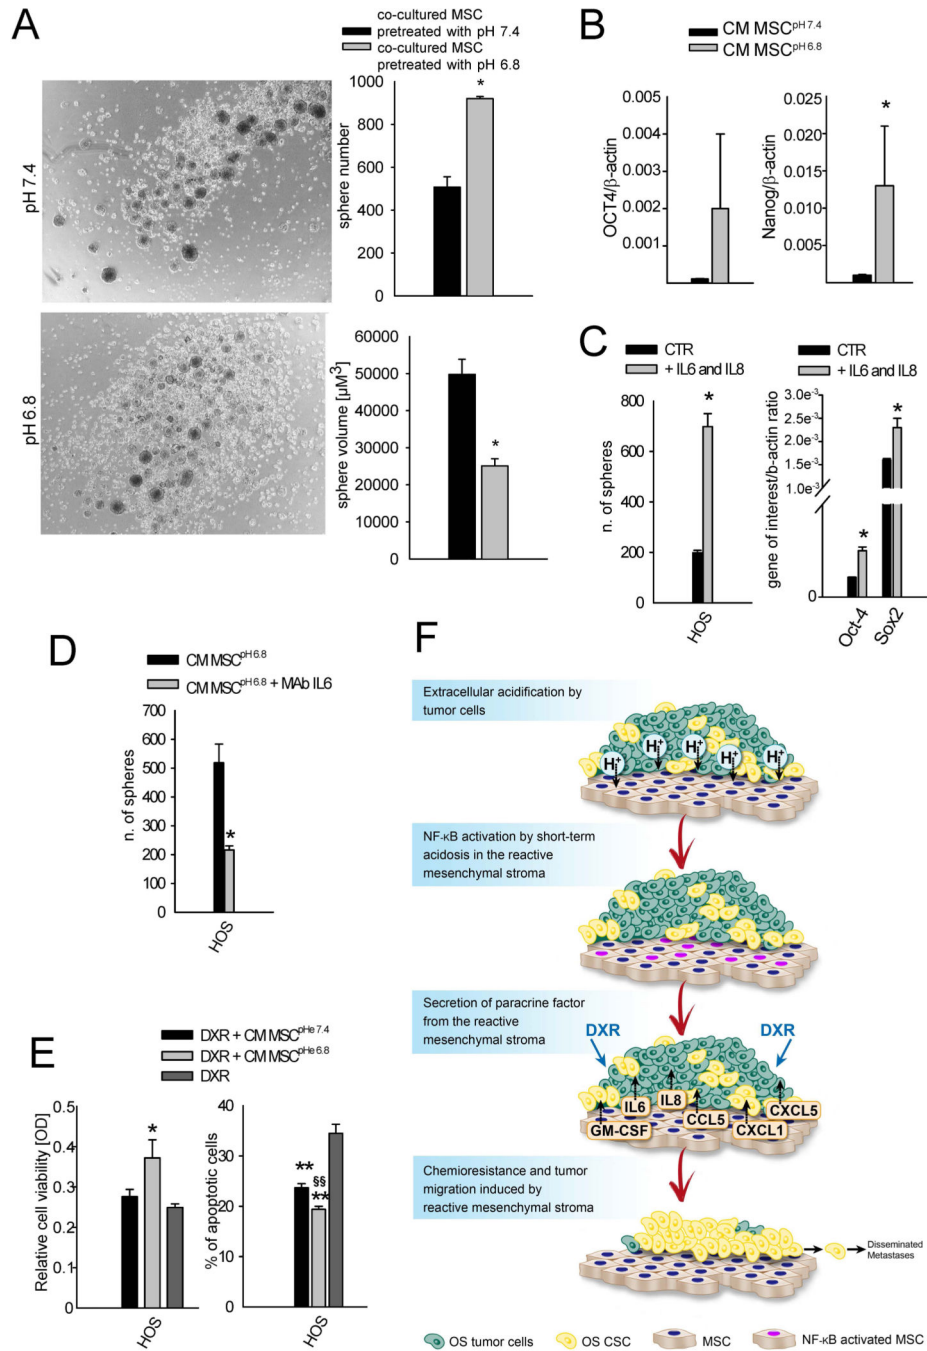 A
co-cultured MSC
pretreated with pH 7.4
co-cultured MSC
pretreated with pH 6.8
pH 7.4
sphere number
1000
800
600
400
200
0
*
pH 6.8
sphere volume [µM³]
60000
50000
40000
30000
20000
10000
0
*
B
CM MSC^pH 7.4
CM MSC^pH 6.8
OCT4/β-actin
0.005
0.004
0.003
0.002
0.001
Nanog/β-actin
0.025
0.020
0.015
0.010
0.005
*
C
CTR
+ IL6 and IL8
n. of spheres
800
600
400
200
0
*
HOS
CTR
+ IL6 and IL8
gene of interest/b-actin ratio
3.0e⁻³
2.5e⁻³
2.0e⁻³
1.5e⁻³
1.0e⁻³
0
*
*
Oct-4
Sox2
D
CM MSC^pH 6.8
CM MSC^pH 6.8 + MAb IL6
n. of spheres
700
600
500
400
300
200
100
0
*
HOS
E
DXR + CM MSC^pHe 7.4
DXR + CM MSC^pHe 6.8
DXR
Relative cell viability [OD]
0.5
0.4
0.3
0.2
0.1
0
*
HOS
% of apoptotic cells
40
30
20
10
0
**
§§
**
HOS
F
Extracellular acidification by
tumor cells
H⁺ H⁺ H⁺ H⁺ H⁺
NF-κB activation by short-term
acidosis in the reactive
mesenchymal stroma
Secretion of paracrine factor
from the reactive
mesenchymal stroma
DXR DXR
IL6 IL8 CXCL5
GM-CSF CCL5 CXCL1
Chemioresistance and tumor
migration induced by
reactive mesenchymal stroma
Disseminated
Metastases
OS tumor cells OS CSC MSC NF-κB activated MSC